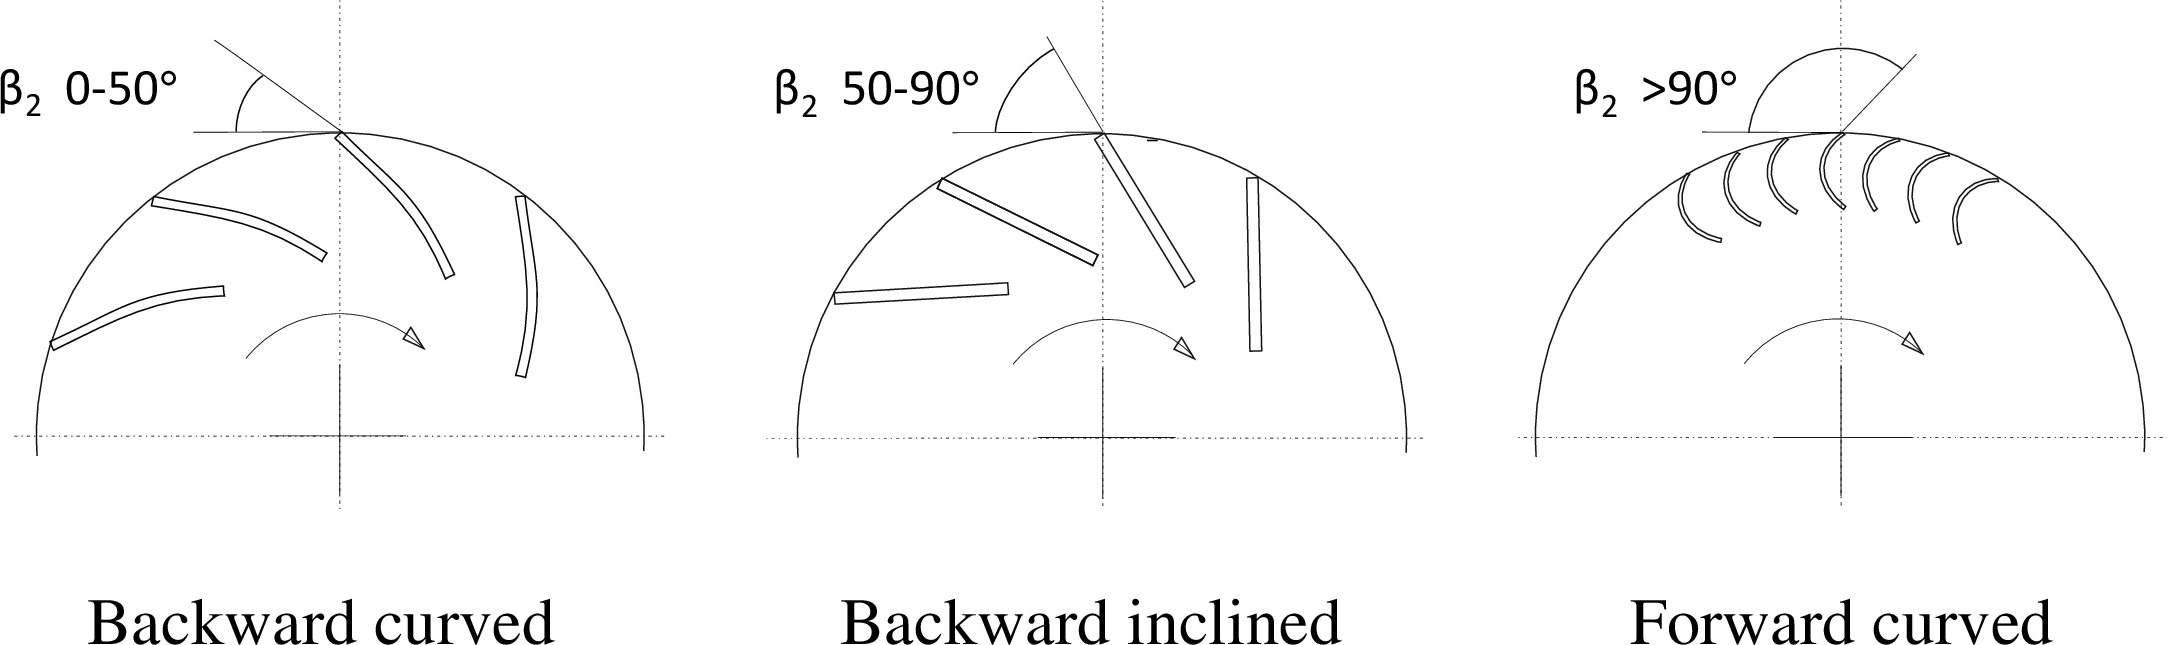 β₂ 0-50°
β₂ 50-90°
β₂ >90°
Backward curved
Backward inclined
Forward curved